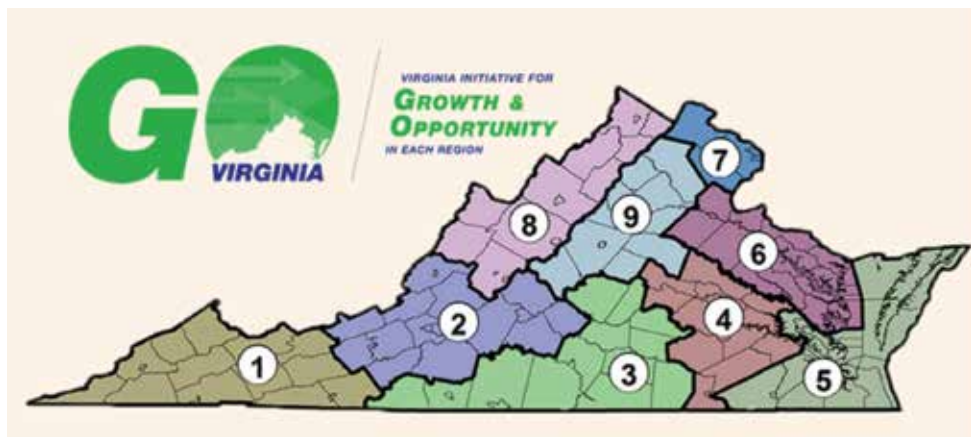 GO
VIRGINIA
VIRGINIA INITIATIVE FOR
GROWTH &
OPPORTUNITY
IN EACH REGION
7
8
9
6
2
4
1
3
5